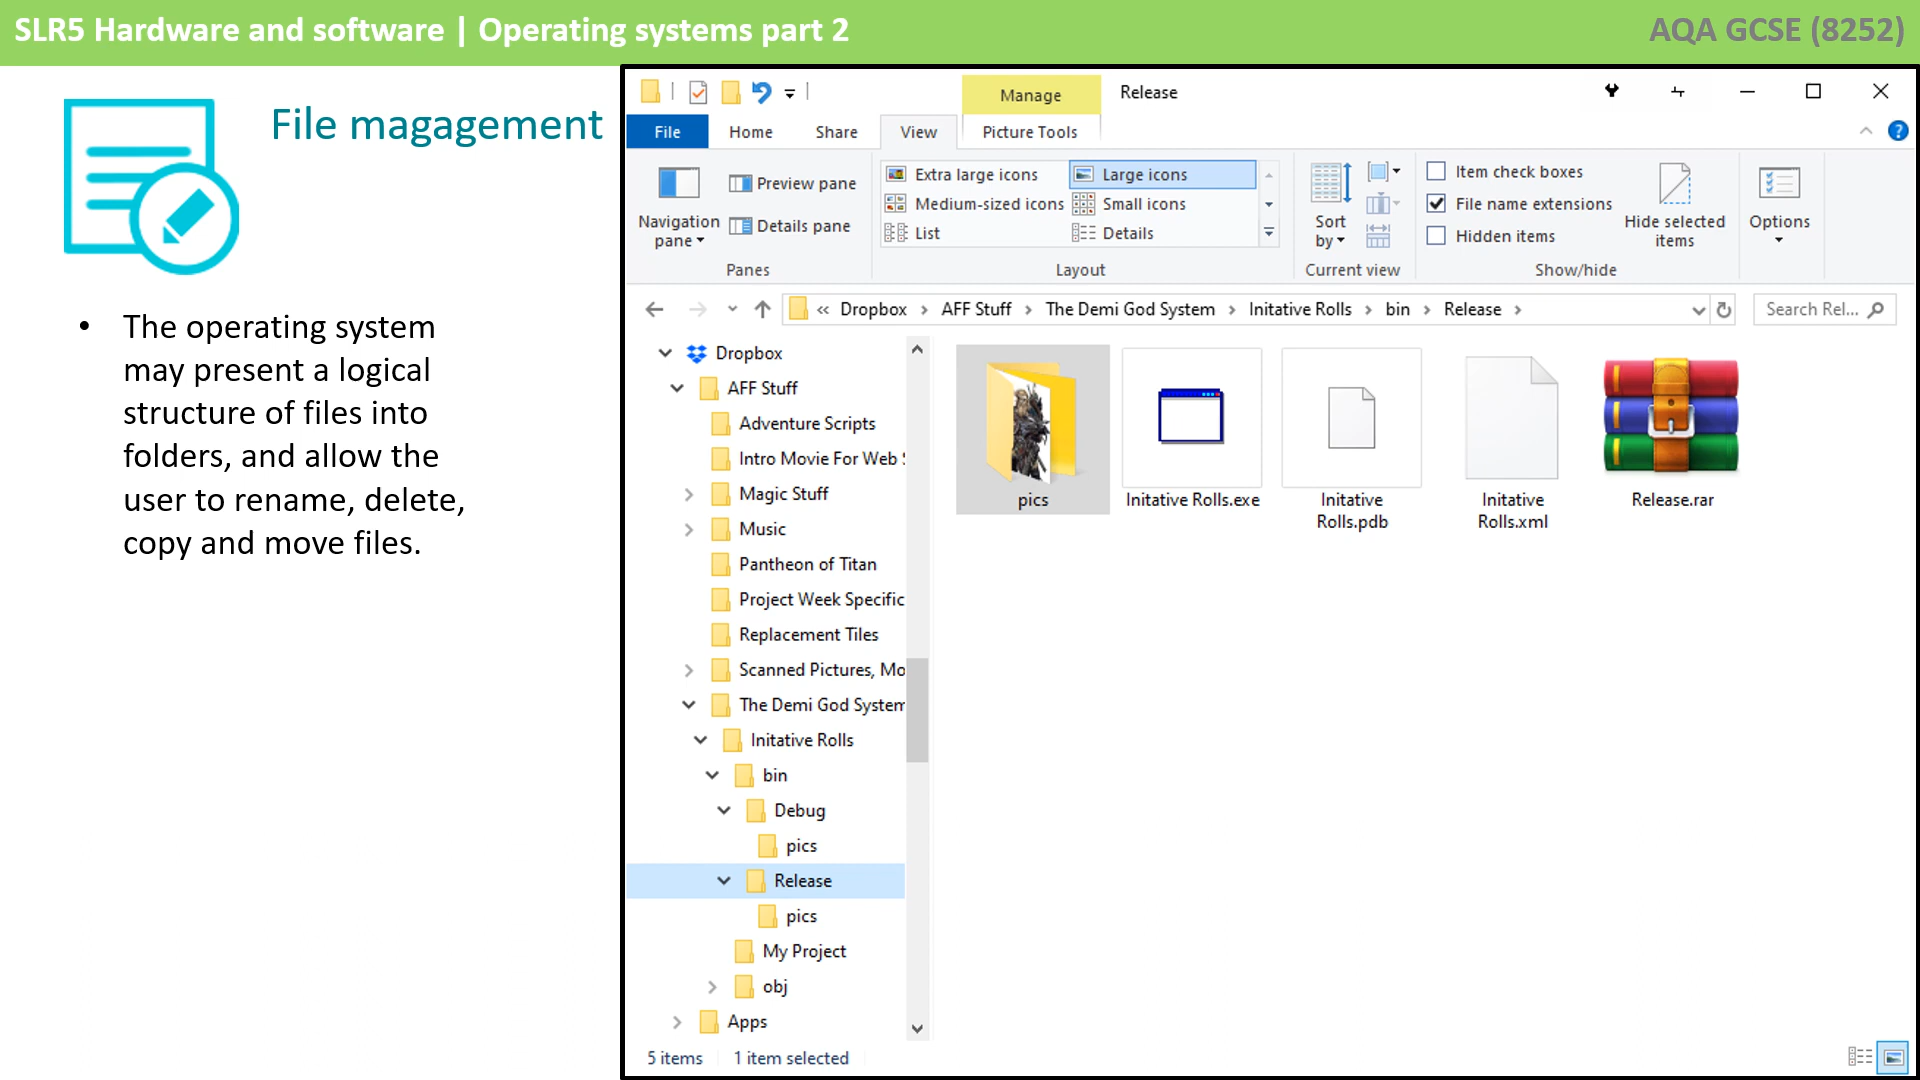 SLR5 Hardware and software | Operating systems part 2
AQA GCSE (8252)
File magagement
• The operating system
may present a logical
structure of files into
folders, and allow the
user to rename, delete,
copy and move files.
Manage
Release
File
Home
Share
View
Picture Tools
Navigation
pane
Preview pane
Details pane
Panes
Extra large icons
Large icons
Medium-sized icons
Small icons
List
Details
Layout
Sort
by
Current view
Item check boxes
File name extensions
Hidden items
Hide selected
items
Show/hide
Options
« Dropbox › AFF Stuff › The Demi God System › Initative Rolls › bin › Release ›
Search Rel...
Dropbox
AFF Stuff
Adventure Scripts
Intro Movie For Web
Magic Stuff
Music
Pantheon of Titan
Project Week Specific
Replacement Tiles
Scanned Pictures, Mo
The Demi God System
Initative Rolls
bin
Debug
pics
Release
pics
My Project
obj
Apps
pics
Initative Rolls.exe
Initative
Rolls.pdb
Initative
Rolls.xml
Release.rar
5 items
1 item selected